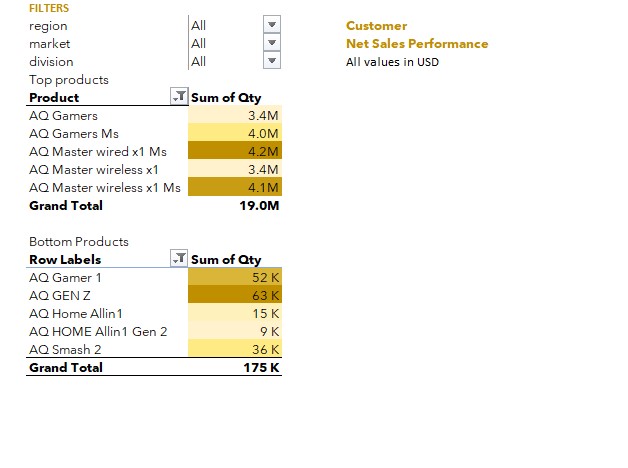 FILTERS
region All
market All
division All
Customer
Net Sales Performance
All values in USD
Top products
Product Sum of Qty
AQ Gamers 3.4M
AQ Gamers Ms 4.0M
AQ Master wired x1 Ms 4.2M
AQ Master wireless x1 3.4M
AQ Master wireless x1 Ms 4.1M
Grand Total 19.0M
Bottom Products
Row Labels Sum of Qty
AQ Gamer 1 52 K
AQ GEN Z 63 K
AQ Home Allin1 15 K
AQ HOME Allin1 Gen 2 9 K
AQ Smash 2 36 K
Grand Total 175 K